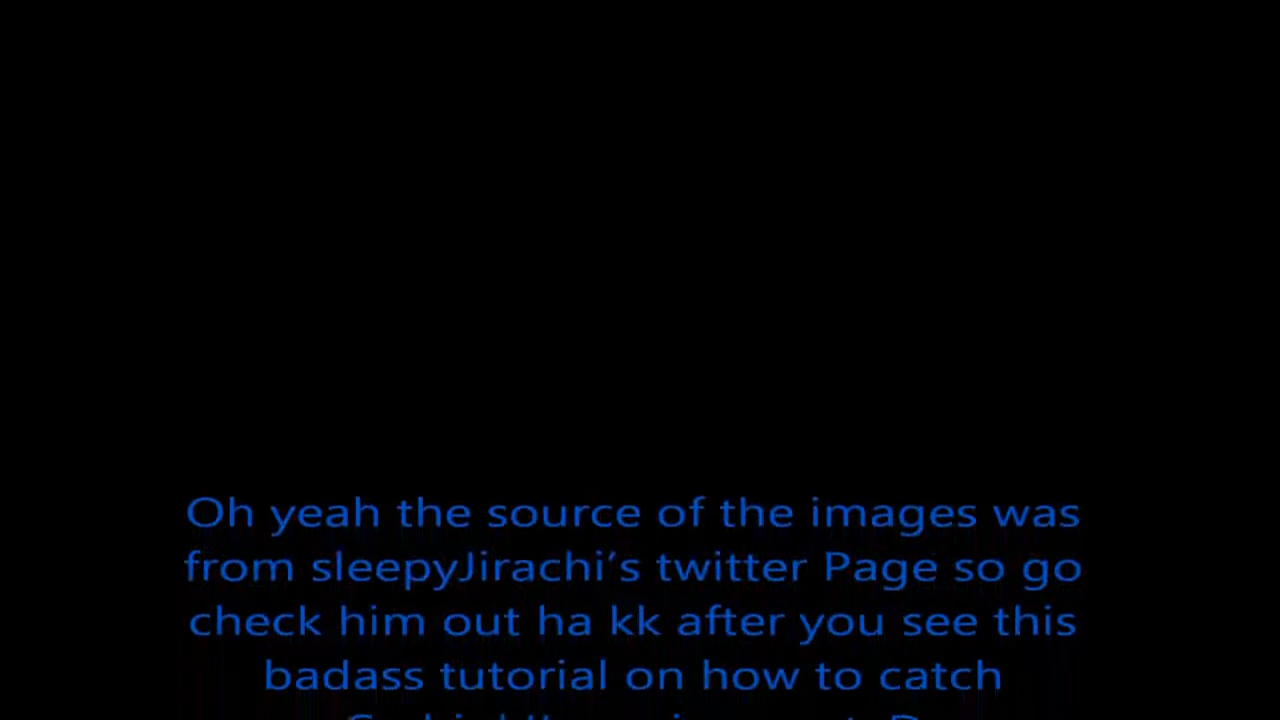 Oh yeah the source of the images was
from sleepyJirachi’s twitter Page so go
check him out ha kk after you see this
badass tutorial on how to catch